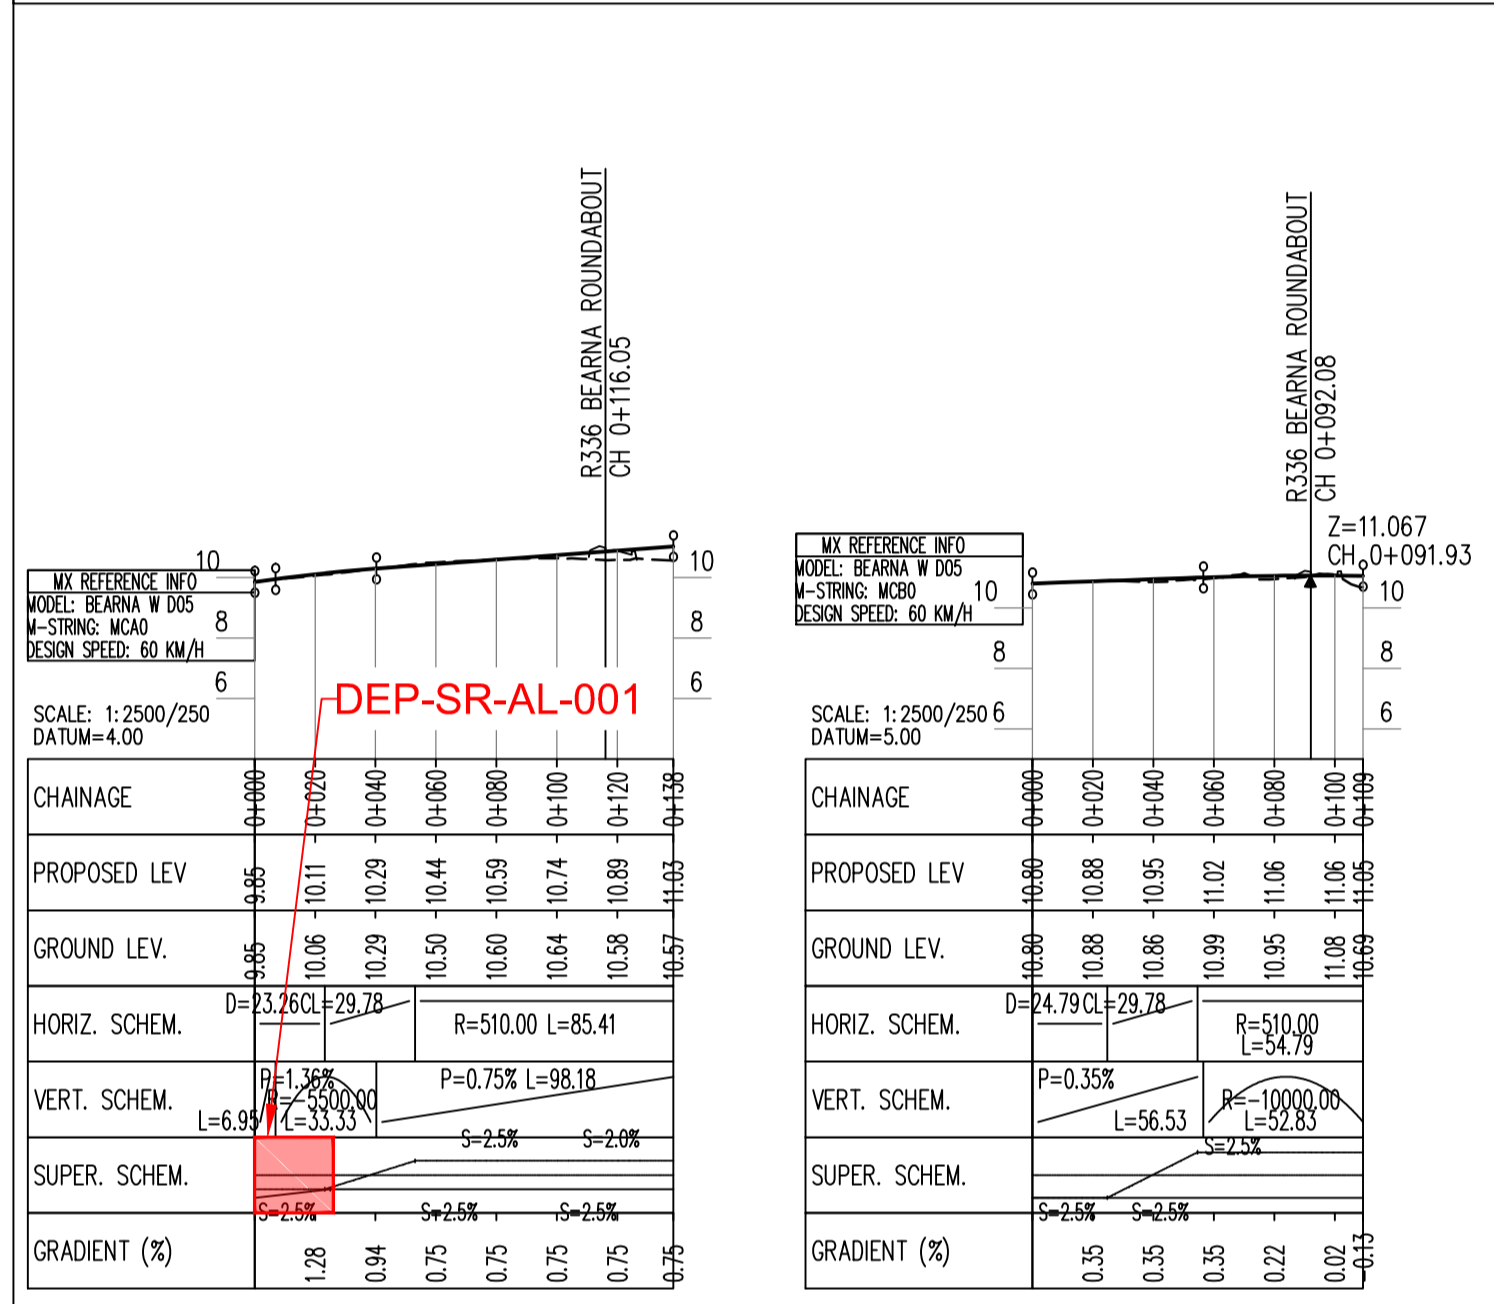 R336 BEARNA ROUNDABOUT
CH 0+116.05
10
10
8
8
6
6
MX REFERENCE INFO
MODEL: BEARNA W D05
M-STRING: MCA0
DESIGN SPEED: 60 KM/H
SCALE: 1:2500/250
DATUM=4.00
DEP-SR-AL-001
CHAINAGE 0+000 0+020 0+040 0+060 0+080 0+100 0+120 0+138
PROPOSED LEV 9.85 10.11 10.29 10.44 10.59 10.74 10.89 11.03
GROUND LEV. 9.85 10.06 10.29 10.50 10.60 10.64 10.58 10.57
HORIZ. SCHEM. D=23.26 CL=29.78 R=510.00 L=85.41
VERT. SCHEM. L=6.95 P=1.36% R=-5500.00 L=33.33 P=0.75% L=98.18
SUPER. SCHEM. S=2.5% S=2.0%
S=2.5% S=2.5% S=2.5%
GRADIENT (%) 1.28 0.94 0.75 0.75 0.75 0.75 0.75
R336 BEARNA ROUNDABOUT
CH 0+092.08
Z=11.067
CH 0+091.93
MX REFERENCE INFO
MODEL: BEARNA W D05
M-STRING: MCB0
DESIGN SPEED: 60 KM/H
10
10
8
8
6
6
SCALE: 1:2500/250
DATUM=5.00
CHAINAGE 0+000 0+020 0+040 0+060 0+080 0+100 0+109
PROPOSED LEV 10.80 10.88 10.95 11.02 11.06 11.06 11.05
GROUND LEV. 10.80 10.88 10.86 10.99 10.95 11.08 10.69
HORIZ. SCHEM. D=24.79 CL=29.78 R=510.00
L=54.79
VERT. SCHEM. P=0.35% L=56.53 R=-10000.00
L=52.83
SUPER. SCHEM. S=2.5%
S=2.5% S=2.5%
GRADIENT (%) 0.35 0.35 0.35 0.22 0.02 -0.13